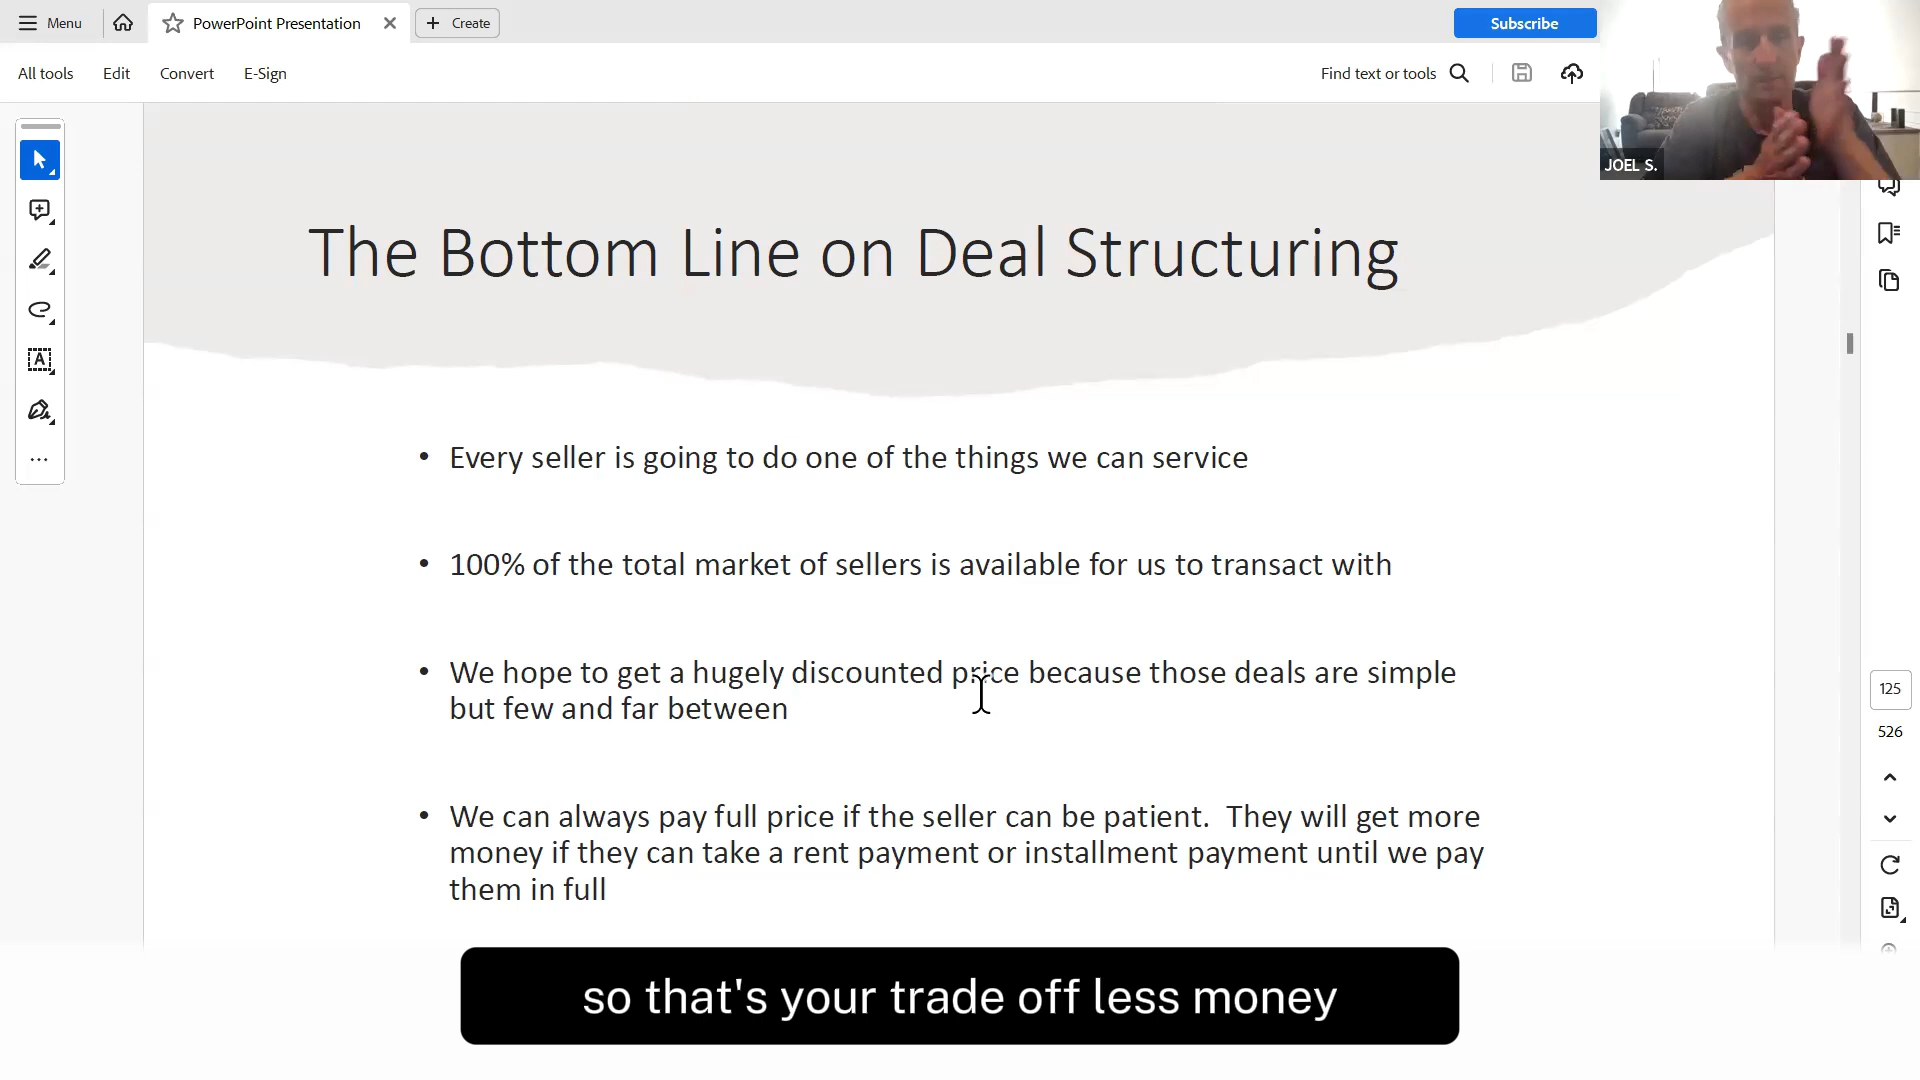 Menu
PowerPoint Presentation
Create
Subscribe
All tools
Edit
Convert
E-Sign
Find text or tools
JOEL S.
The Bottom Line on Deal Structuring
• Every seller is going to do one of the things we can service
• 100% of the total market of sellers is available for us to transact with
• We hope to get a hugely discounted price because those deals are simple
but few and far between
• We can always pay full price if the seller can be patient. They will get more
money if they can take a rent payment or installment payment until we pay
them in full
125
526
so that's your trade off less money